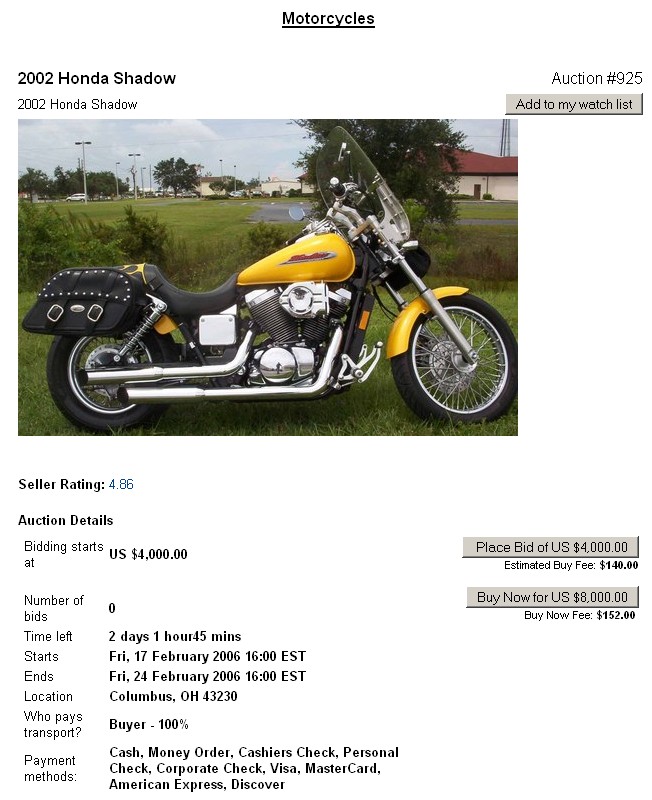 Motorcycles
2002 Honda Shadow
Auction #925
2002 Honda Shadow
Add to my watch list
Seller Rating: 4.86
Auction Details
Bidding starts
at
US $4,000.00
Place Bid of US $4,000.00
Estimated Buy Fee: $140.00
Buy Now for US $8,000.00
Buy Now Fee: $152.00
Number of
bids
0
Time left
2 days 1 hour45 mins
Starts
Fri, 17 February 2006 16:00 EST
Ends
Fri, 24 February 2006 16:00 EST
Location
Columbus, OH 43230
Who pays
transport?
Buyer - 100%
Payment
methods:
Cash, Money Order, Cashiers Check, Personal
Check, Corporate Check, Visa, MasterCard,
American Express, Discover